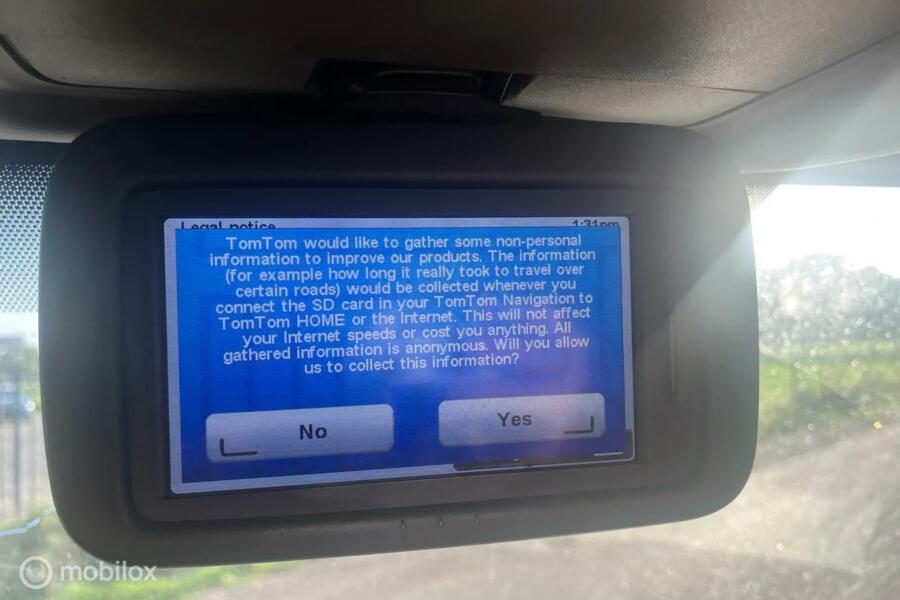 Legal notice 1:31pm
TomTom would like to gather some non-personal
information to improve our products. The information
(for example how long it really took to travel over
certain roads) would be collected whenever you
connect the SD card in your TomTom Navigation to
TomTom HOME or the Internet. This will not affect
your Internet speeds or cost you anything. All
gathered information is anonymous. Will you allow
us to collect this information?
No Yes
mobilox